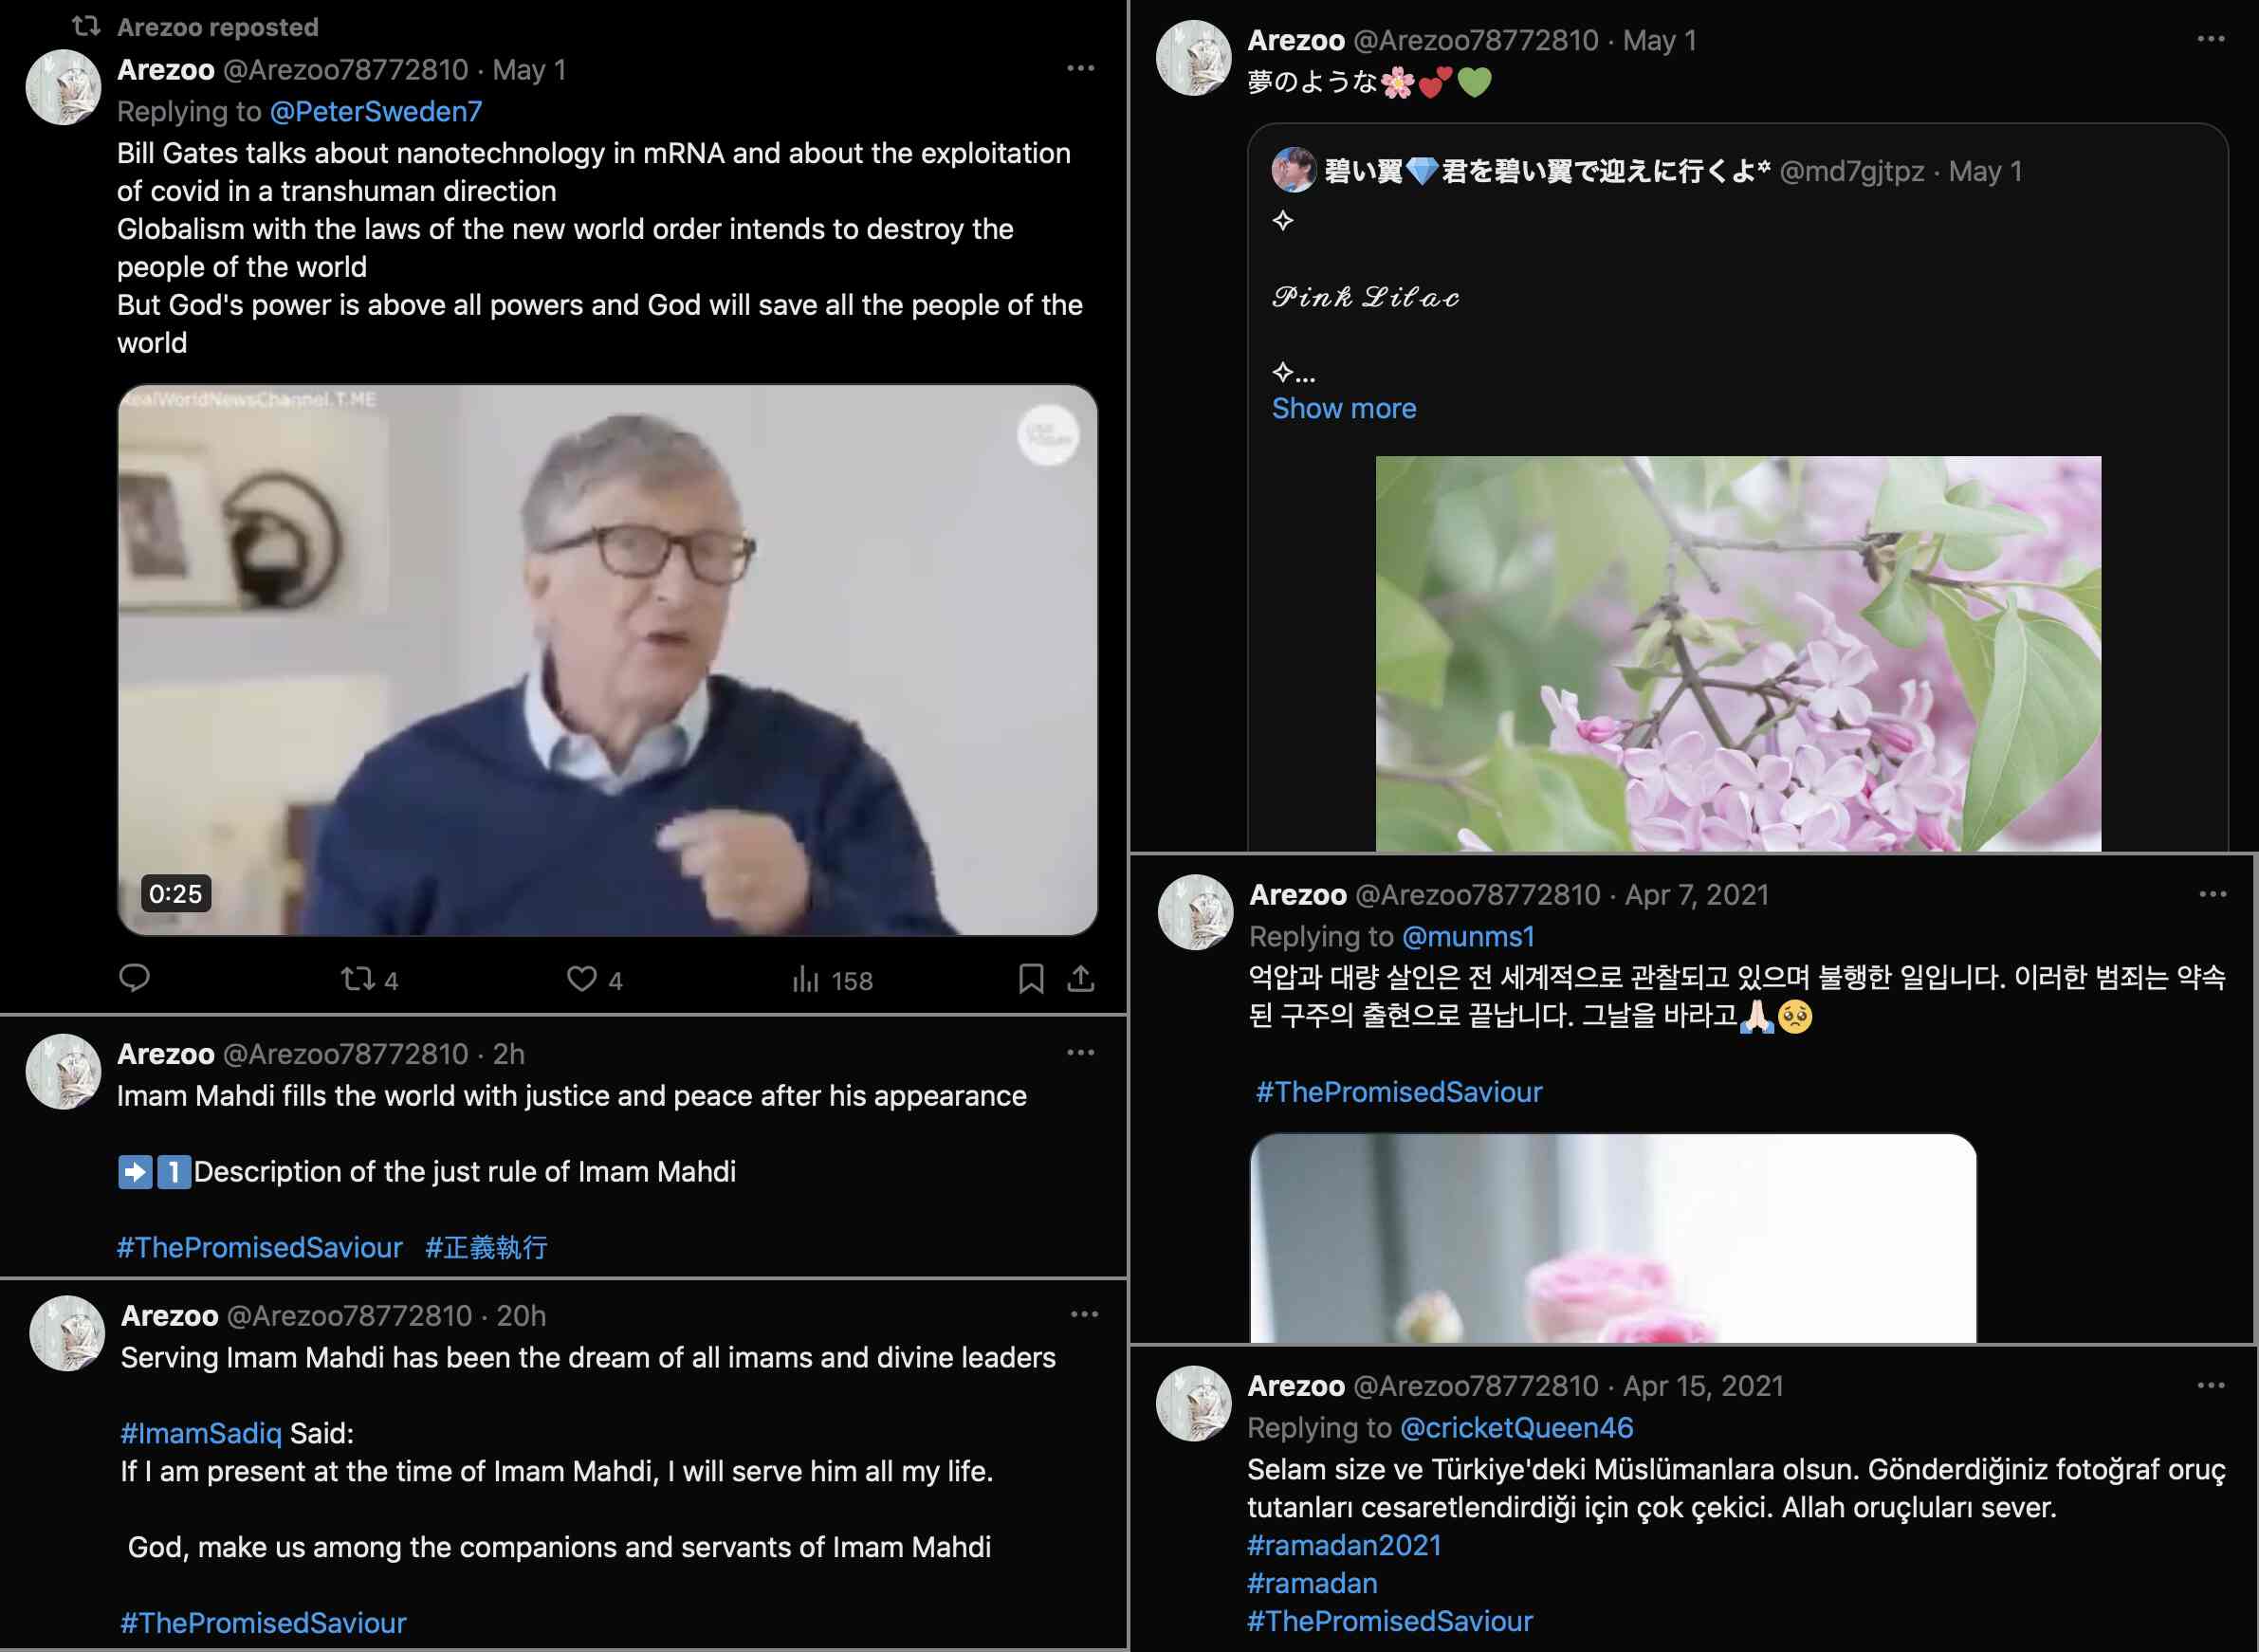 Arezoo reposted
Arezoo @Arezoo78772810 · May 1
Replying to @PeterSweden7
Bill Gates talks about nanotechnology in mRNA and about the exploitation
of covid in a transhuman direction
Globalism with the laws of the new world order intends to destroy the
people of the world
But God's power is above all powers and God will save all the people of the
world
RealWorldNewsChannel.T.ME
0:25
4 4 158
Arezoo @Arezoo78772810 · 2h
Imam Mahdi fills the world with justice and peace after his appearance
➡️1️⃣Description of the just rule of Imam Mahdi
#ThePromisedSaviour #正義執行
Arezoo @Arezoo78772810 · 20h
Serving Imam Mahdi has been the dream of all imams and divine leaders
#ImamSadiq Said:
If I am present at the time of Imam Mahdi, I will serve him all my life.
God, make us among the companions and servants of Imam Mahdi
#ThePromisedSaviour
Arezoo @Arezoo78772810 · May 1
夢のような🌸💕💚
碧い翼💎君を碧い翼で迎えに行くよ* @md7gjtpz · May 1
✧
𝒫𝒾𝓃𝓀 ℒ𝒾𝓁𝒶𝒸
✧...
Show more
Arezoo @Arezoo78772810 · Apr 7, 2021
Replying to @munms1
억압과 대량 살인은 전 세계적으로 관찰되고 있으며 불행한 일입니다. 이러한 범죄는 약속
된 구주의 출현으로 끝납니다. 그날을 바라고🙏🏻🥺
#ThePromisedSaviour
Arezoo @Arezoo78772810 · Apr 15, 2021
Replying to @cricketQueen46
Selam size ve Türkiye'deki Müslümanlara olsun. Gönderdiğiniz fotoğraf oruç
tutanları cesaretlendirdiği için çok çekici. Allah oruçluları sever.
#ramadan2021
#ramadan
#ThePromisedSaviour